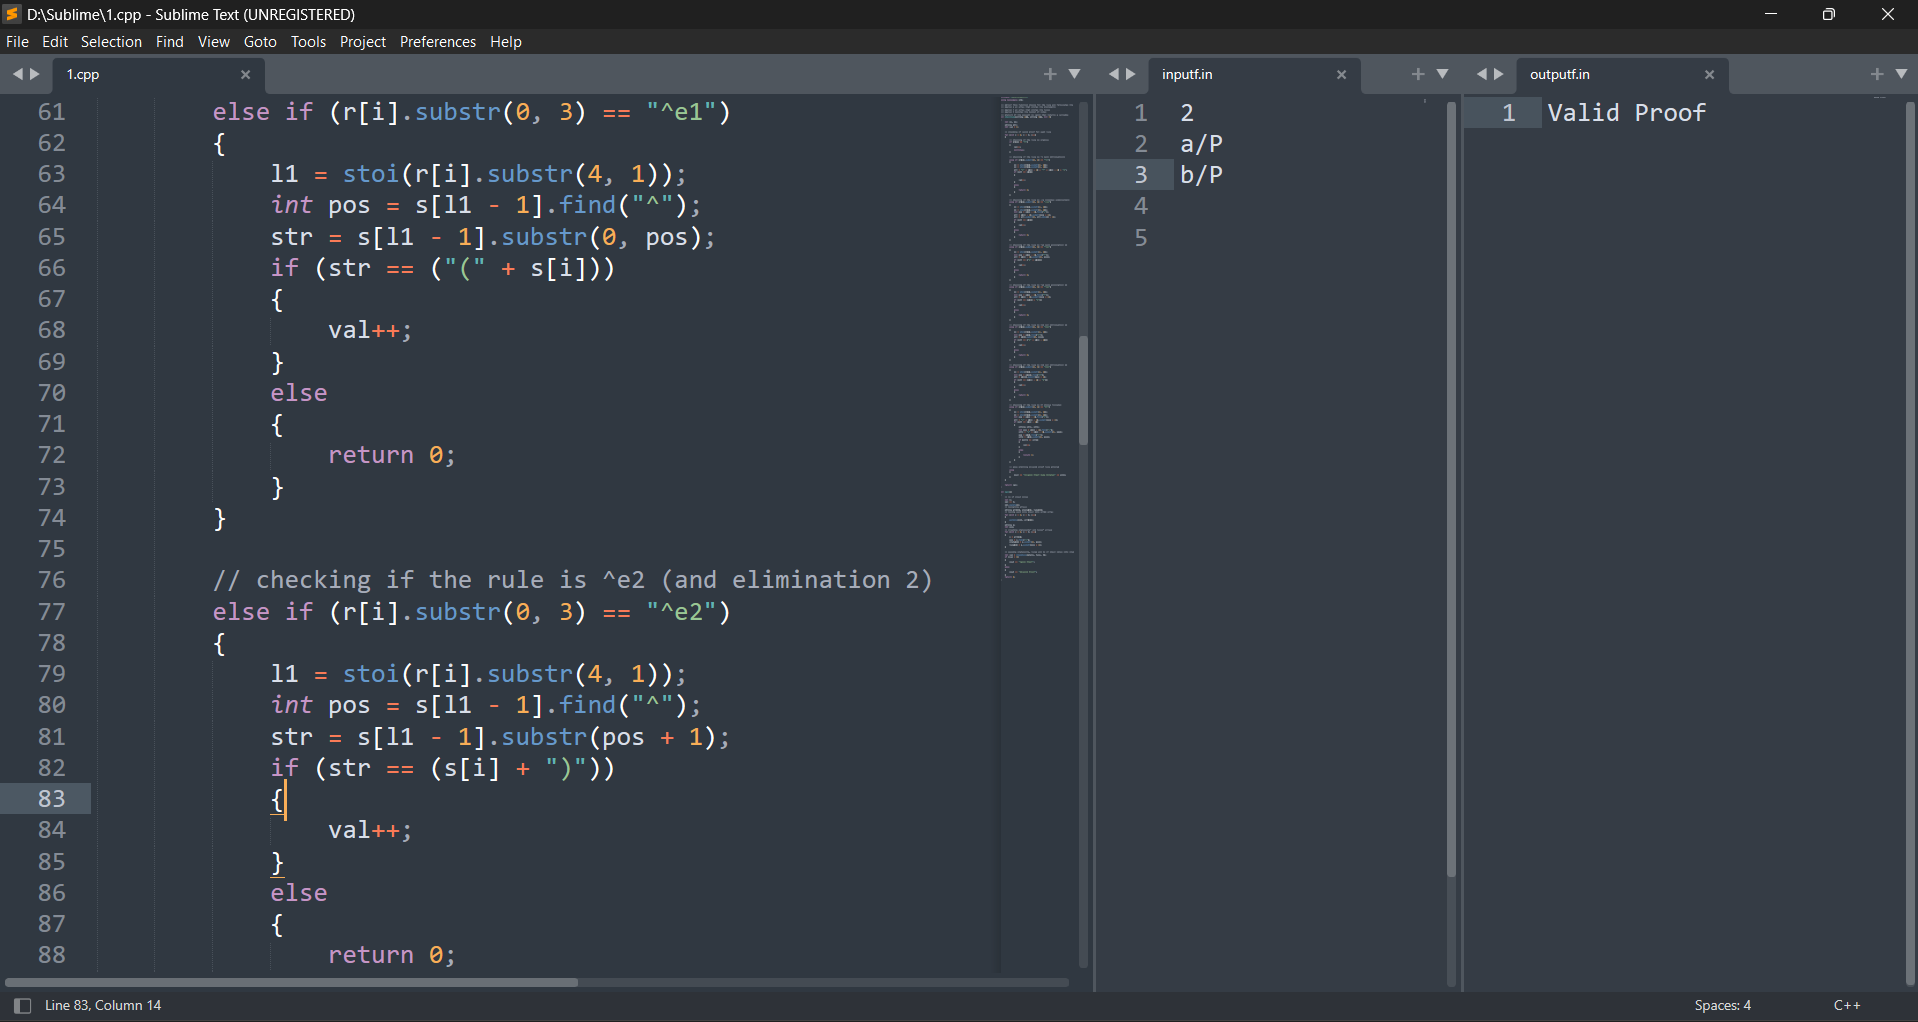 D:\Sublime\1.cpp - Sublime Text (UNREGISTERED)
File Edit Selection Find View Goto Tools Project Preferences Help
1.cpp
61 else if (r[i].substr(0, 3) == "^e1")
62 {
63 l1 = stoi(r[i].substr(4, 1));
64 int pos = s[l1 - 1].find("^");
65 str = s[l1 - 1].substr(0, pos);
66 if (str == ("(" + s[i]))
67 {
68 val++;
69 }
70 else
71 {
72 return 0;
73 }
74 }
75
76 // checking if the rule is ^e2 (and elimination 2)
77 else if (r[i].substr(0, 3) == "^e2")
78 {
79 l1 = stoi(r[i].substr(4, 1));
80 int pos = s[l1 - 1].find("^");
81 str = s[l1 - 1].substr(pos + 1);
82 if (str == (s[i] + ")"))
83 {
84 val++;
85 }
86 else
87 {
88 return 0;
inputf.in
1 2
2 a/P
3 b/P
4
5
outputf.in
1 Valid Proof
Line 83, Column 14
Spaces: 4
C++